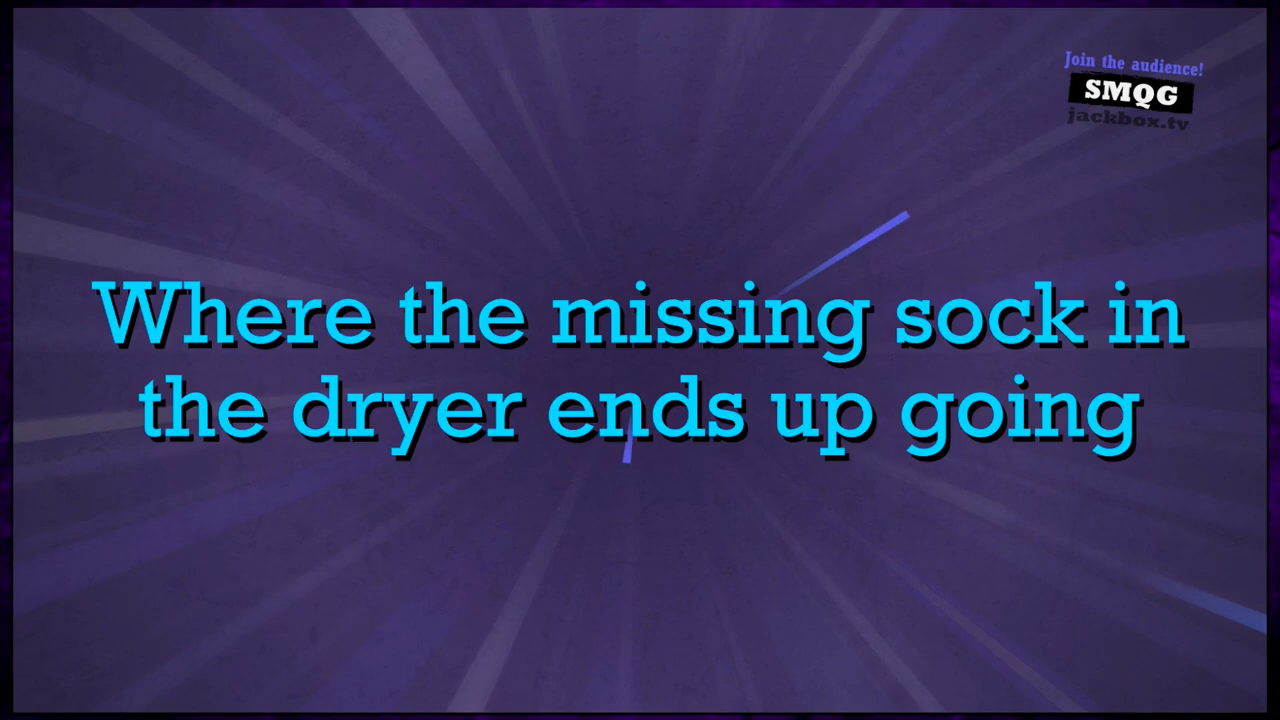 Join the audience!
SMQG
jackbox.tv
Where the missing sock in
the dryer ends up going